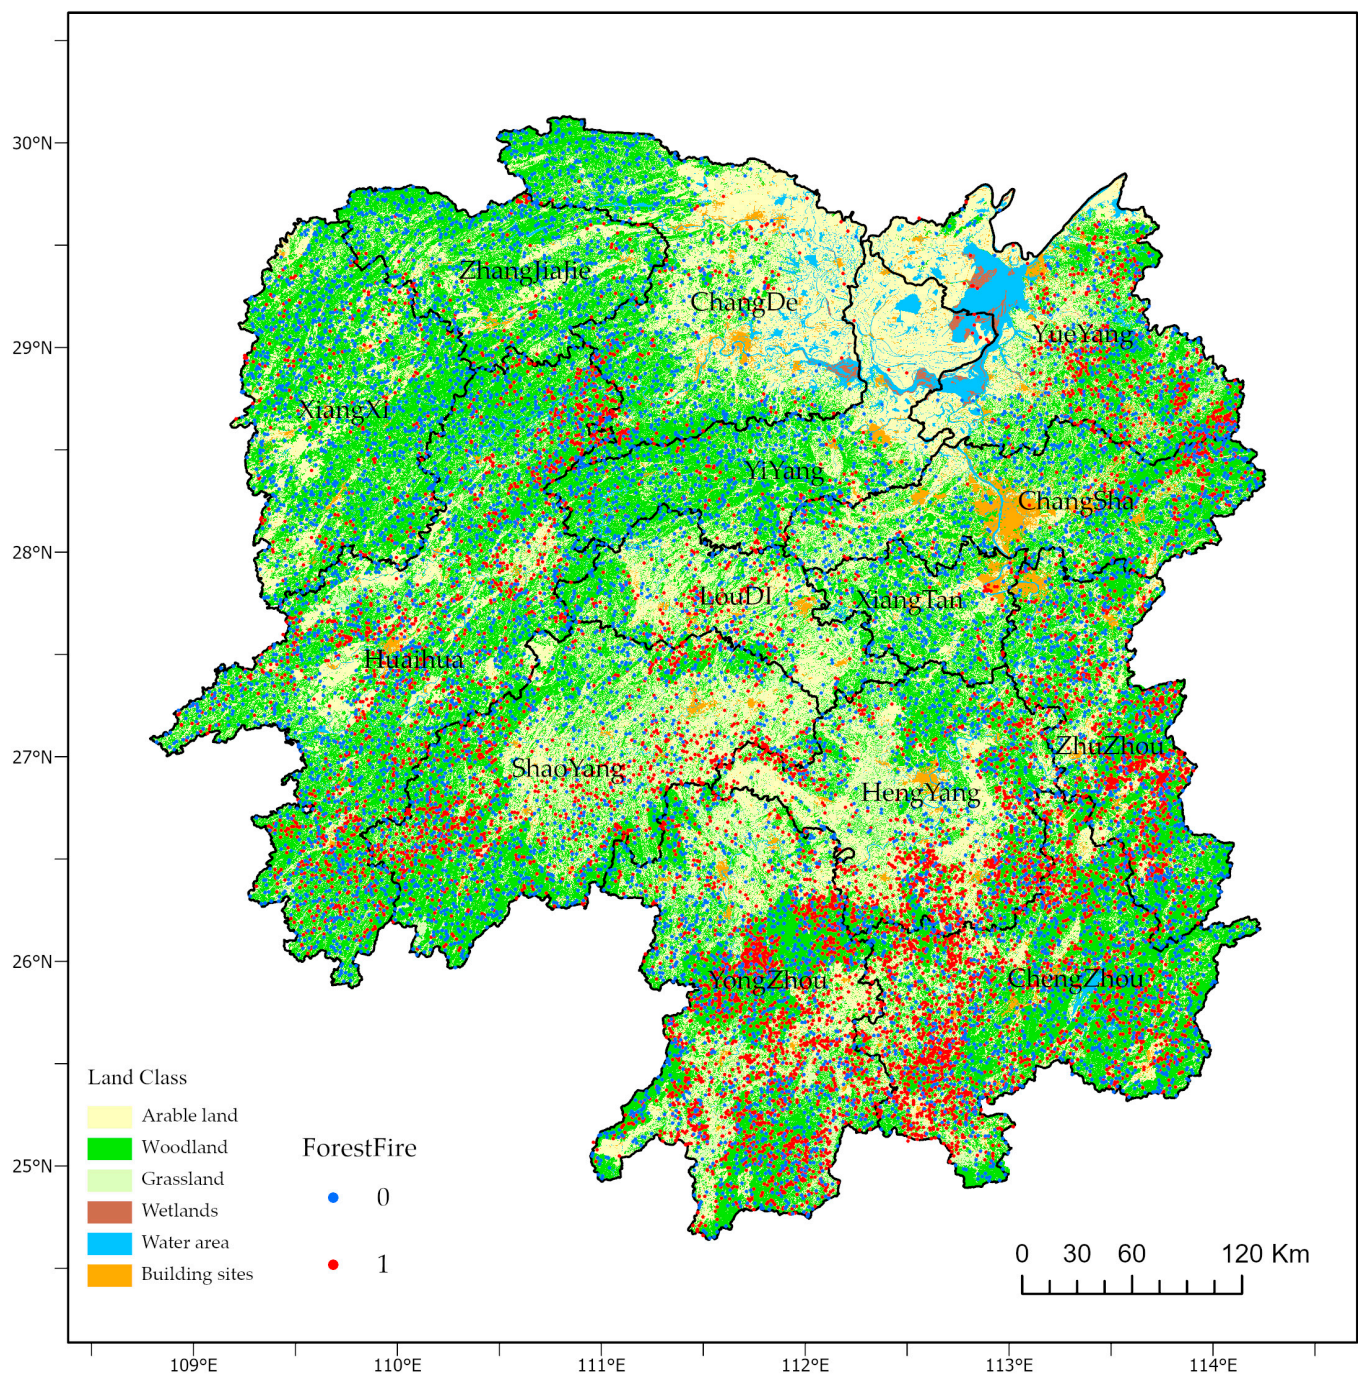 30°N
29°N
28°N
27°N
26°N
25°N
ZhangJiaJie
ChangDe
YueYang
XiangXi
YiYang
ChangSha
LouDI
XiangTan
Huaihua
ZhuZhou
ShaoYang
HengYang
YongZhou
ChengZhou
Land Class
Arable land
Woodland
Grassland
Wetlands
Water area
Building sites
ForestFire
0
1
0 30 60 120 Km
109°E 110°E 111°E 112°E 113°E 114°E